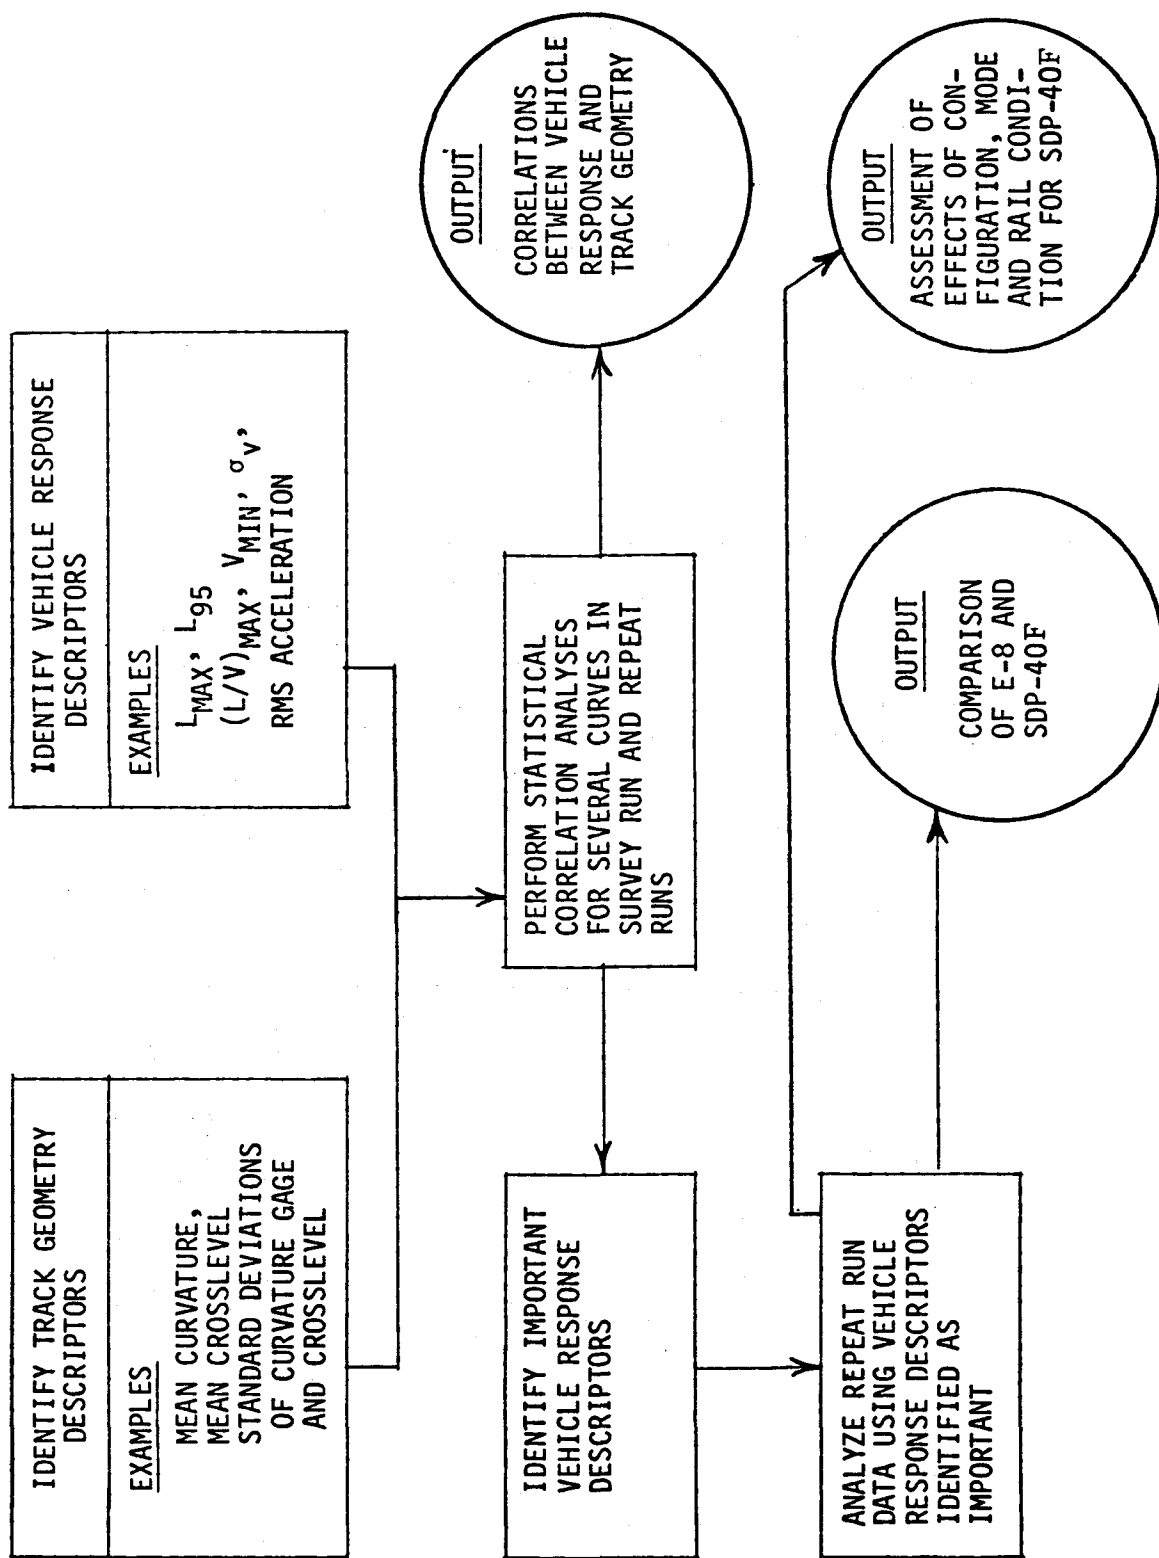 IDENTIFY TRACK GEOMETRY
DESCRIPTORS
EXAMPLES
MEAN CURVATURE,
MEAN CROSSLEVEL
STANDARD DEVIATIONS
OF CURVATURE GAGE
AND CROSSLEVEL
IDENTIFY VEHICLE RESPONSE
DESCRIPTORS
EXAMPLES
L_MAX, L_95
(L/V)_MAX, V_MIN, σ_V,
RMS ACCELERATION
PERFORM STATISTICAL
CORRELATION ANALYSES
FOR SEVERAL CURVES IN
SURVEY RUN AND REPEAT
RUNS
OUTPUT
CORRELATIONS
BETWEEN VEHICLE
RESPONSE AND
TRACK GEOMETRY
IDENTIFY IMPORTANT
VEHICLE RESPONSE
DESCRIPTORS
ANALYZE REPEAT RUN
DATA USING VEHICLE
RESPONSE DESCRIPTORS
IDENTIFIED AS
IMPORTANT
OUTPUT
COMPARISON
OF E-8 AND
SDP-40F
OUTPUT
ASSESSMENT OF
EFFECTS OF CON-
FIGURATION, MODE
AND RAIL CONDI-
TION FOR SDP-40F